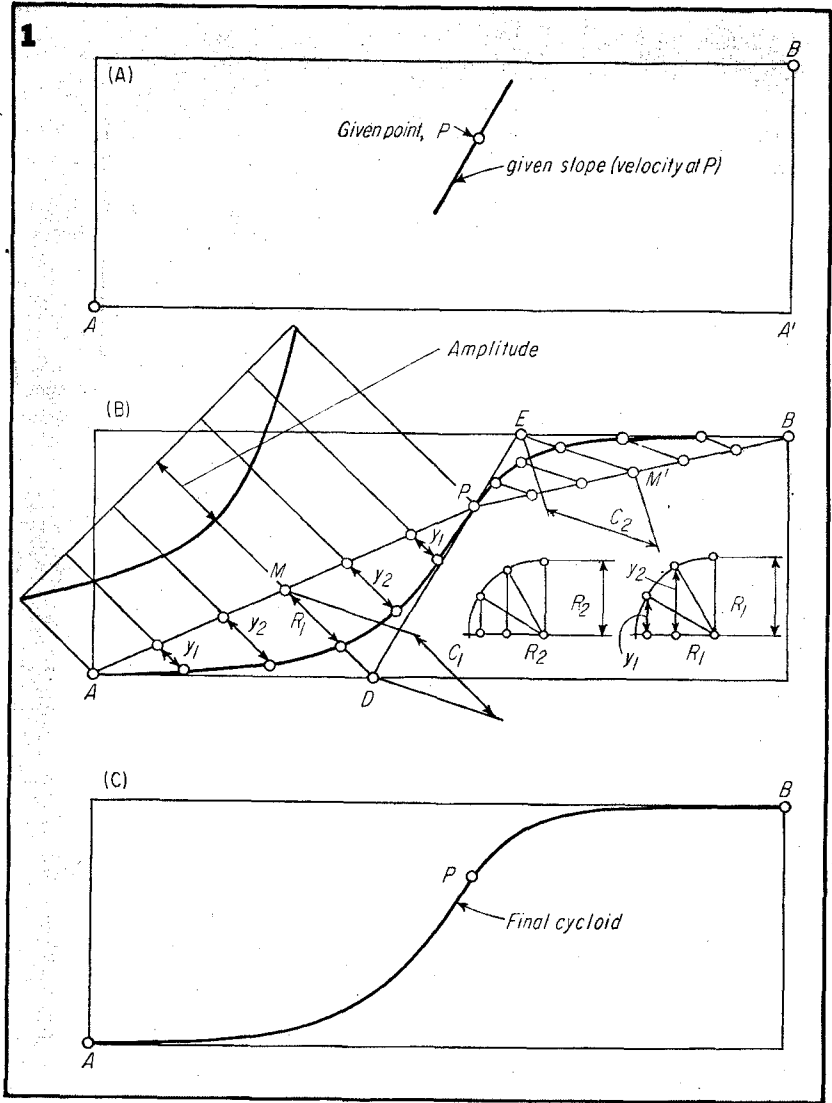 1
(A)
B
Given point, P
given slope (velocity at P)
A
A'
Amplitude
(B)
E
B
P
M'
C2
y1
M
y2
y2
R1
R2
R1
y2
y1
C1
R2
y1
R1
A
D
(C)
B
P
Final cycloid
A